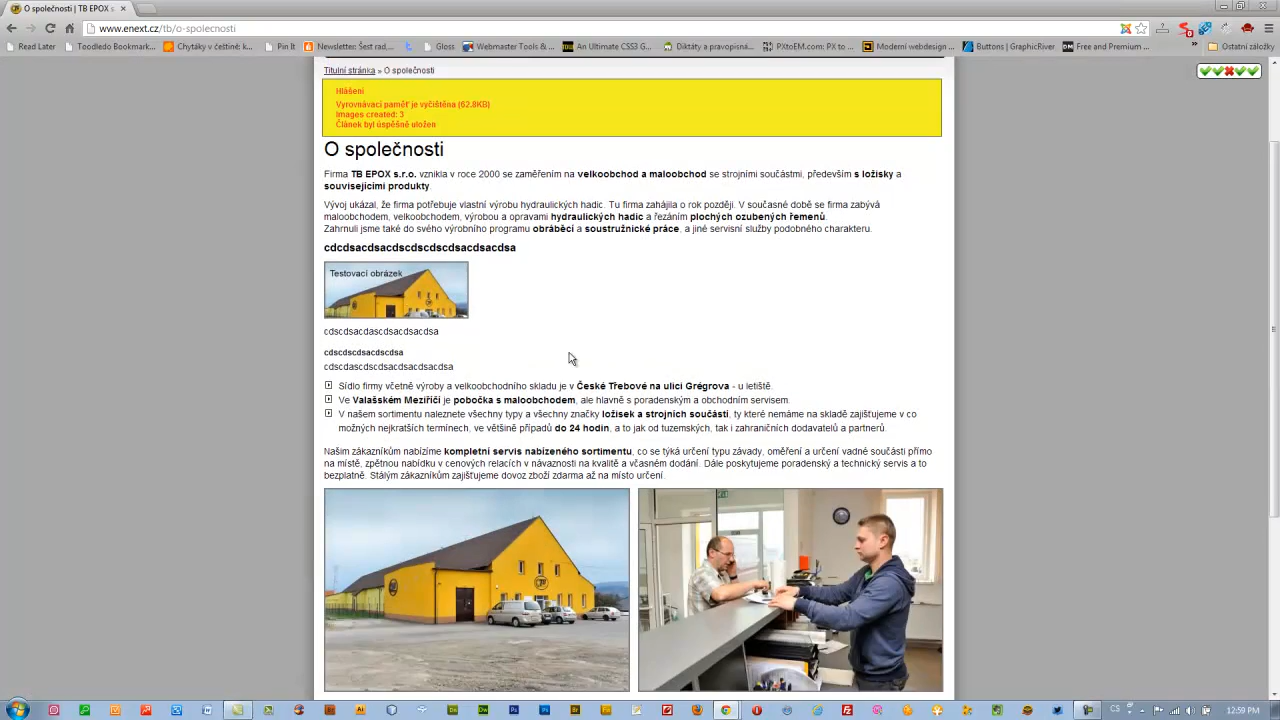 O společnosti | TB EPOX s...
www.enext.cz/tb/o-spolecnosti
Read Later
Toodledo Bookmark...
Chytáky v češtině: k...
Pin It
Newsletter: Šest rad,...
Gloss
Webmaster Tools & ...
An Ultimate CSS3 G...
Diktáty a pravopisná...
PXtoEM.com: PX to ...
Moderní webdesign ...
Buttons | GraphicRiver
Free and Premium ...
»
Ostatní záložky
Titulní stránka » O společnosti
Hlášení
Vyrovnávací paměť je vyčištěna (62.8KB)
Images created: 3
Článek byl úspěšně uložen
O společnosti
Firma TB EPOX s.r.o. vznikla v roce 2000 se zaměřením na velkoobchod a maloobchod se strojními součástmi, především s ložisky a
souvisejícími produkty.
Vývoj ukázal, že firma potřebuje vlastní výrobu hydraulických hadic. Tu firma zahájila o rok později. V současné době se firma zabývá
maloobchodem, velkoobchodem, výrobou a opravami hydraulických hadic a řezáním plochých ozubených řemenů.
Zahrnuli jsme také do svého výrobního programu obráběcí a soustružnické práce, a jiné servisní služby podobného charakteru.
cdcdsacdsacdscdscdscdsacdsacdsa
Testovací obrázek
cdscdsacdascdsacdsacdsa
cdscdscdsacdscdsa
cdscdascdscdsacdsacdsacdsa
Sídlo firmy včetně výroby a velkoobchodního skladu je v České Třebové na ulici Grégrova - u letiště.
Ve Valašském Meziříčí je pobočka s maloobchodem, ale hlavně s poradenským a obchodním servisem.
V našem sortimentu naleznete všechny typy a všechny značky ložisek a strojních součástí, ty které nemáme na skladě zajišťujeme v co
možných nejkratších termínech, ve většině případů do 24 hodin, a to jak od tuzemských, tak i zahraničních dodavatelů a partnerů.
Našim zákazníkům nabízíme kompletní servis nabízeného sortimentu, co se týká určení typu závady, oměření a určení vadné součásti přímo
na místě, zpětnou nabídku v cenových relacích v návaznosti na kvalitě a včasném dodání. Dále poskytujeme poradenský a technický servis a to
bezplatně. Stálým zákazníkům zajišťujeme dovoz zboží zdarma až na místo určení.
CS
12:59 PM